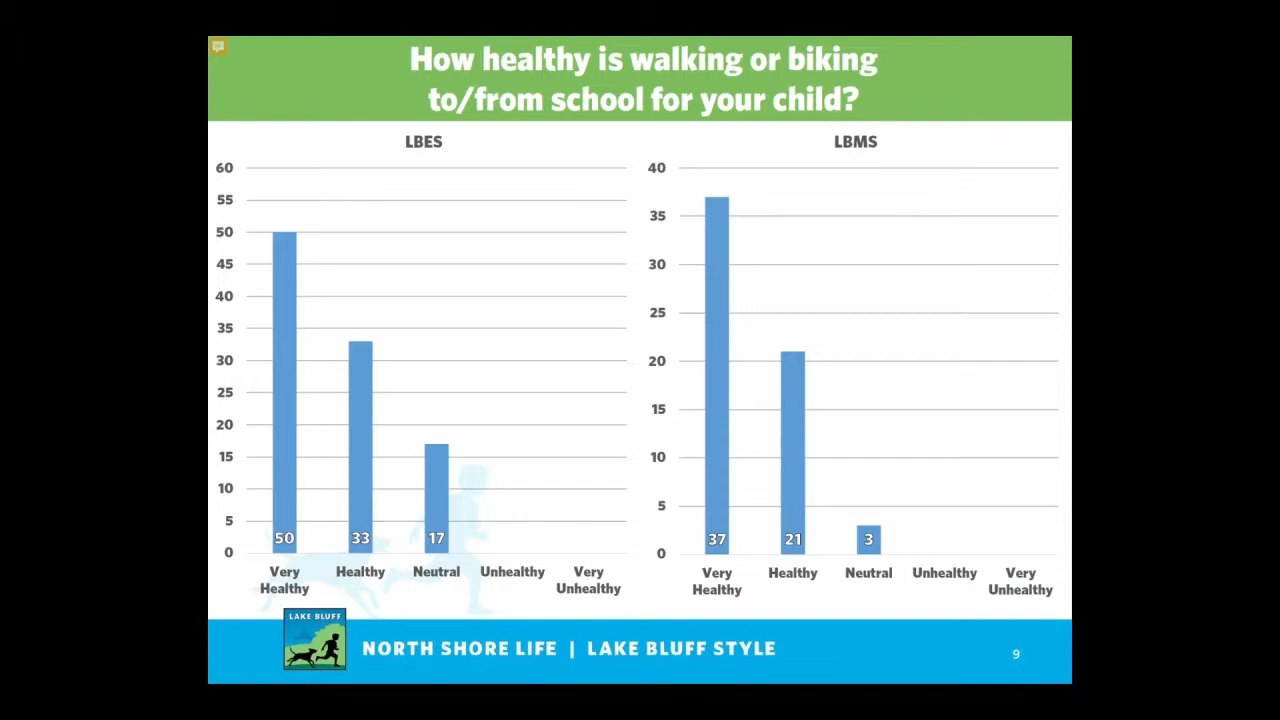 How healthy is walking or biking
to/from school for your child?
LBES
60
55
50
45
40
35
30
25
20
15
10
5
0
50
33
17
Very
Healthy
Healthy
Neutral
Unhealthy
Very
Unhealthy
LBMS
40
35
30
25
20
15
10
5
0
37
21
3
Very
Healthy
Healthy
Neutral
Unhealthy
Very
Unhealthy
LAKE BLUFF
NORTH SHORE LIFE | LAKE BLUFF STYLE
9